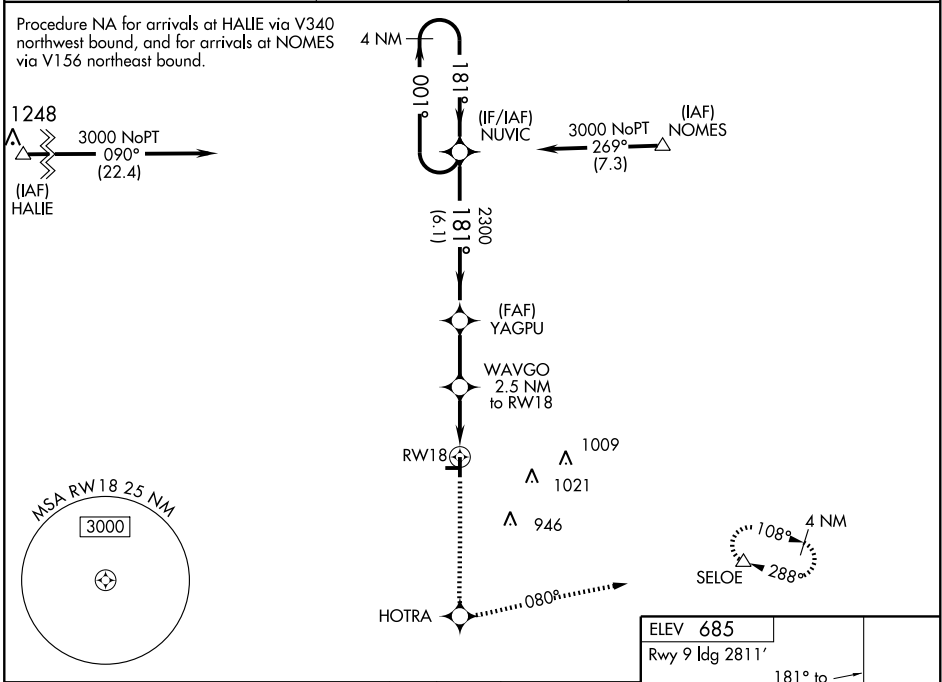 Procedure NA for arrivals at HALIE via V340
northwest bound, and for arrivals at NOMES
via V156 northeast bound.
4 NM
001°
181°
1248
3000 NoPT
090°
(22.4)
(IAF)
HALIE
(IF/IAF)
NUVIC
(IAF)
NOMES
3000 NoPT
269°
(7.3)
2300
181°
(6.1)
(FAF)
YAGPU
WAVGO
2.5 NM
to RW18
RW18
1009
1021
946
MSA RW18 25 NM
3000
108°
4 NM
288°
SELOE
HOTRA
080°
ELEV 685
Rwy 9 ldg 2811'
181° to